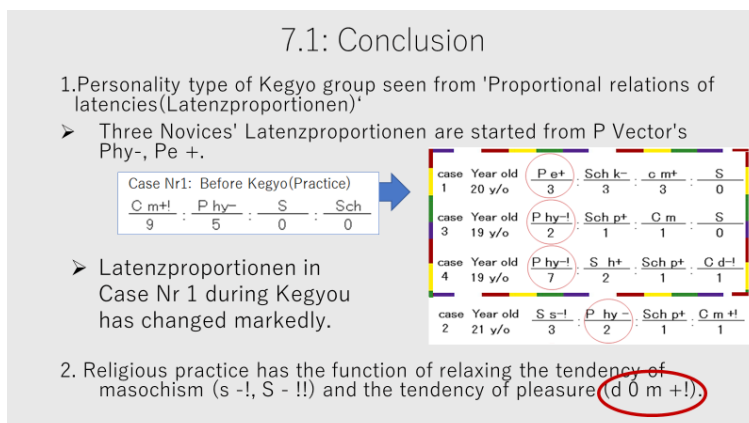 7.1: Conclusion
1.Personality type of Kegyo group seen from 'Proportional relations of
latencies(Latenzproportionen)‘
➢ Three Novices' Latenzproportionen are started from P Vector's
Phy-, Pe +.
Case Nr1: Before Kegyo(Practice)
C m+! : P hy- : S : Sch
9 5 0 0
➢ Latenzproportionen in
Case Nr 1 during Kegyou
has changed markedly.
case Year old P e+ : Sch k- : c m+ : S
1 20 y/o 3 3 3 0
case Year old P hy-! : Sch p+ : C m : S
3 19 y/o 2 1 1 0
case Year old P hy-! : S h+ : Sch p+ : C d-!
4 19 y/o 7 2 1 1
case Year old S s-! : P hy - : Sch p+ : C m +!
2 21 y/o 3 2 1 1
2. Religious practice has the function of relaxing the tendency of
masochism (s -!, S - !!) and the tendency of pleasure (d 0 m +!).